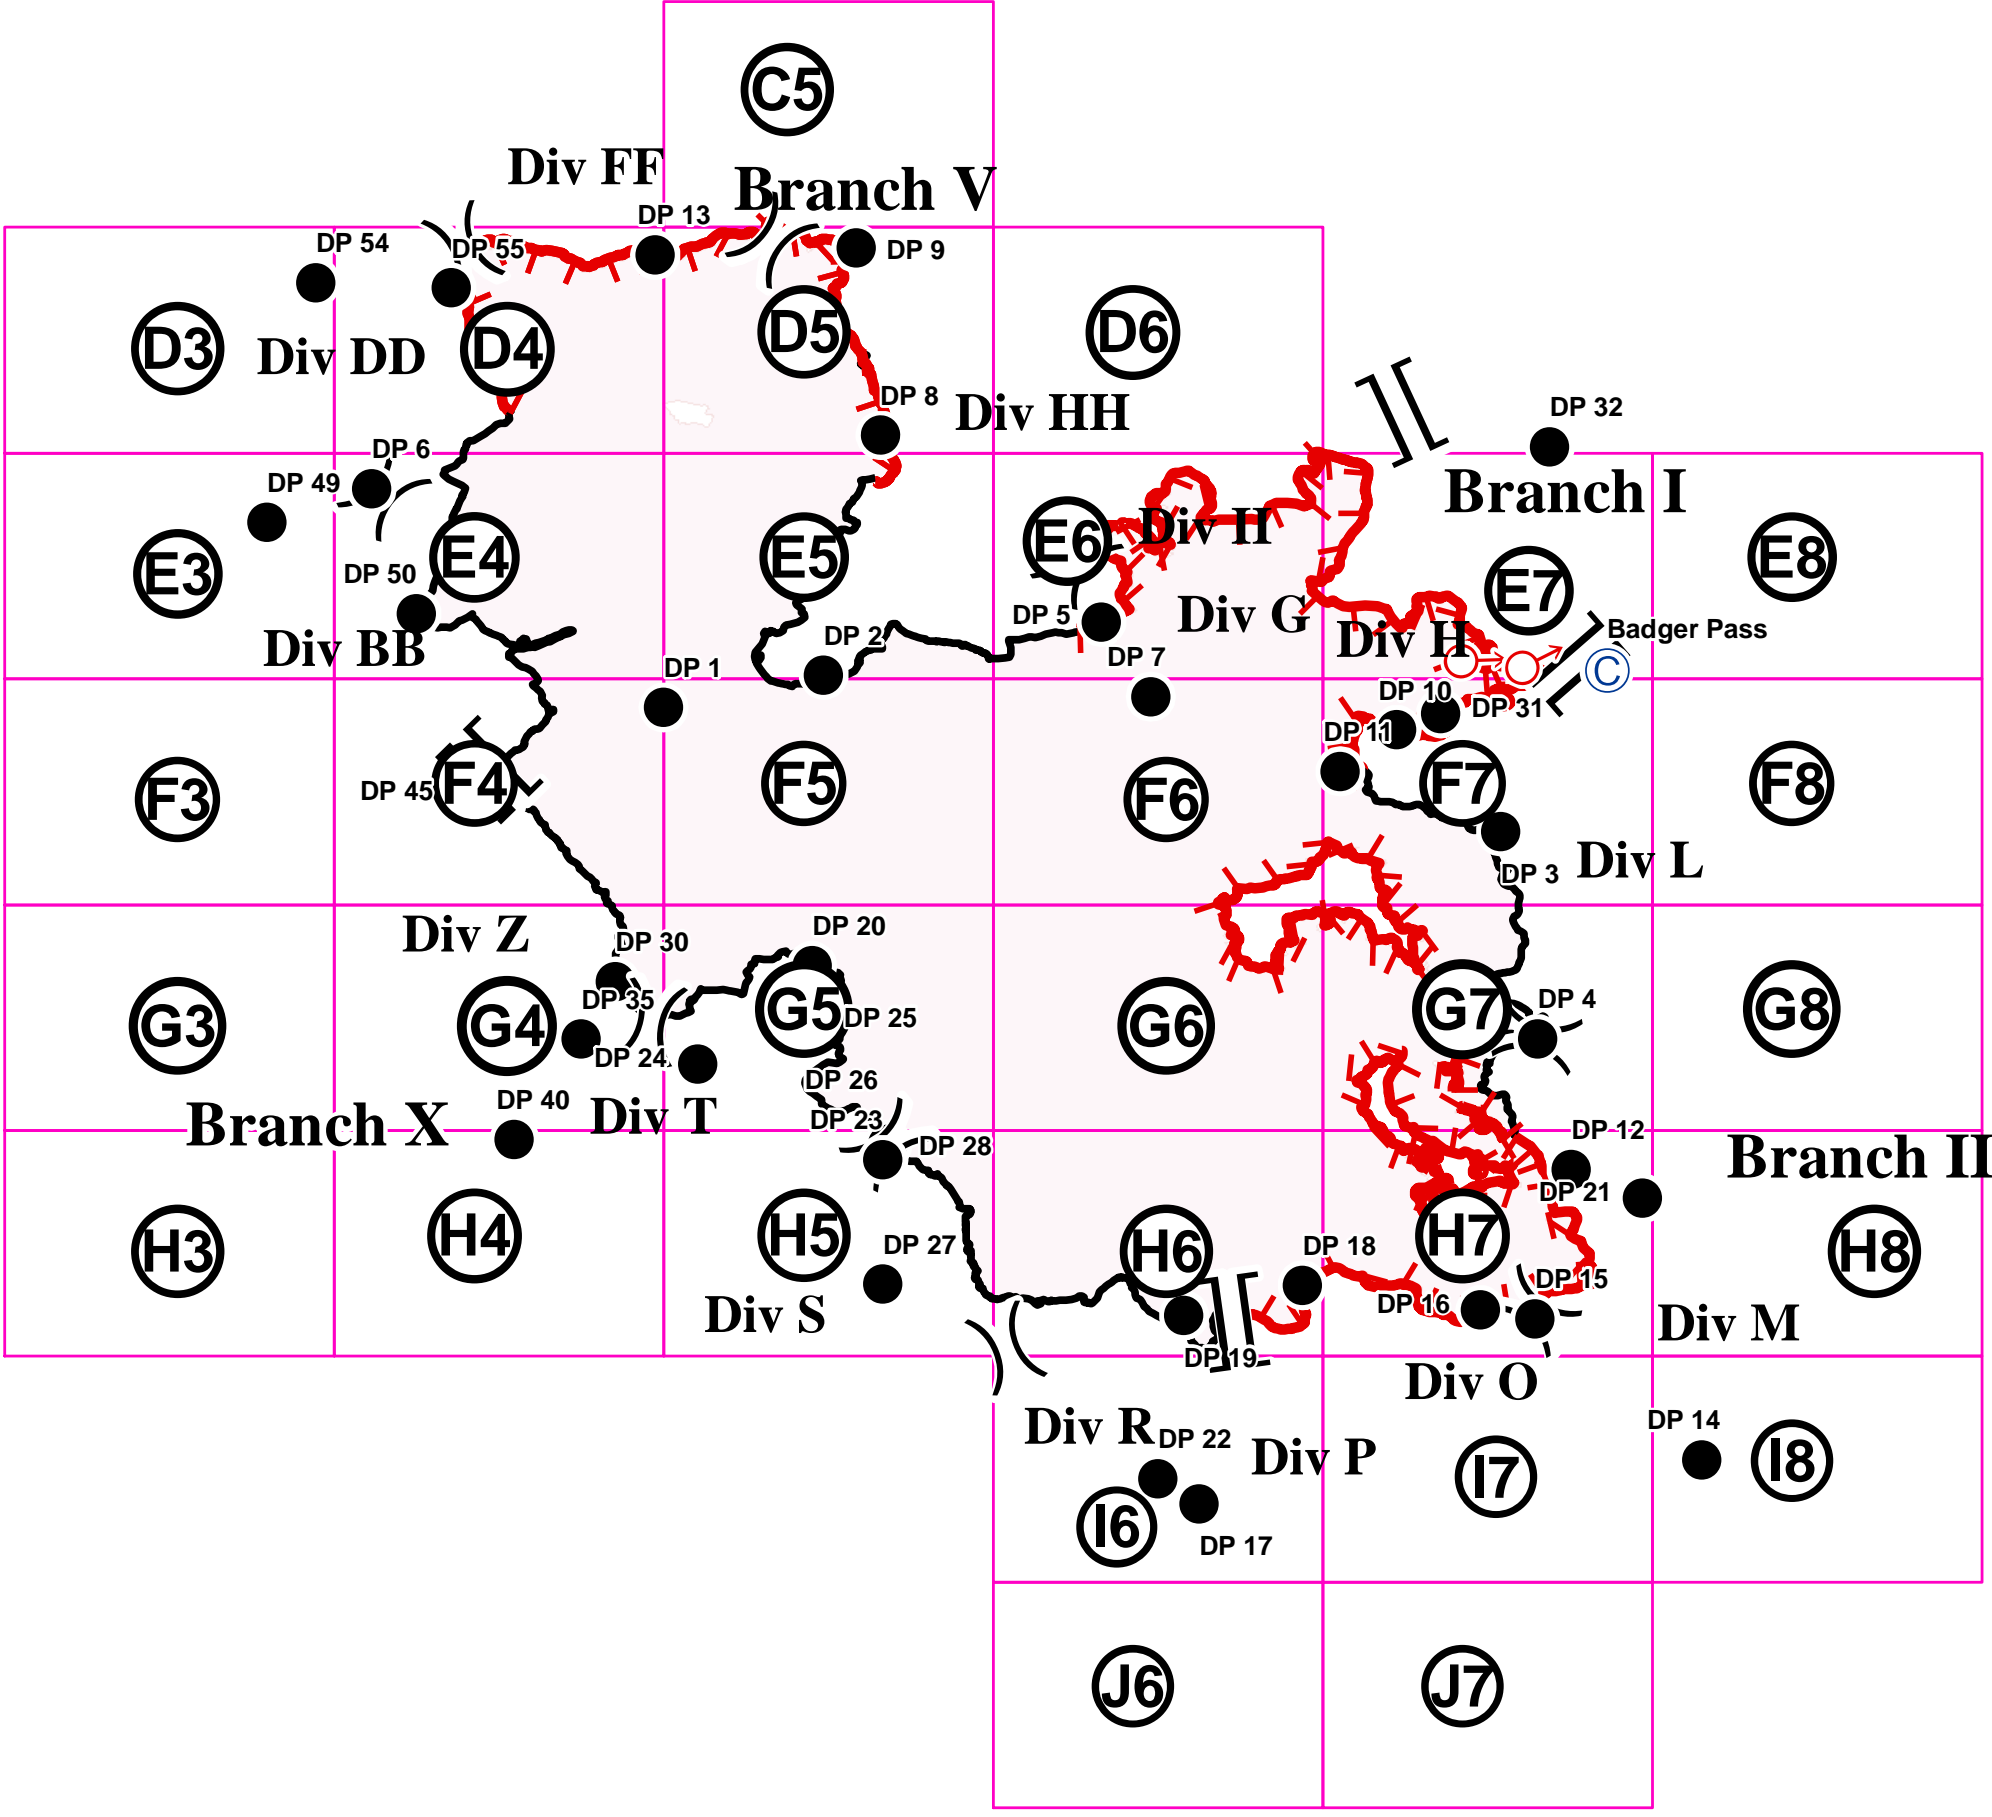 C5
Div FF
Branch V
DP 13
DP 54
DP 55
DP 9
D3
Div DD
D4
D5
D6
DP 8
Div HH
DP 32
DP 6
DP 49
Branch I
E3
DP 50
E4
E5
E6
Div II
E7
E8
Div BB
DP 2
DP 5
Div G
Div H
Badger Pass
C
DP 1
DP 7
DP 10
DP 31
DP 11
F3
DP 45
F4
F5
F6
F7
F8
DP 3
Div L
Div Z
DP 30
DP 20
DP 35
G3
G4
G5
DP 25
G6
G7
DP 4
G8
DP 24
DP 26
Branch X
DP 40
Div T
DP 23
DP 28
DP 12
Branch II
DP 21
H3
H4
H5
H6
H7
H8
DP 27
DP 18
DP 15
DP 16
Div S
DP 19
Div M
Div O
Div R
DP 22
Div P
DP 14
I6
I7
I8
DP 17
J6
J7